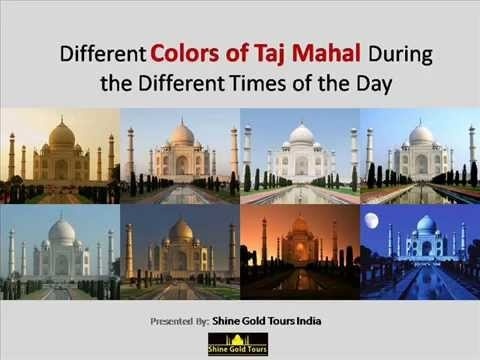 Different Colors of Taj Mahal During
the Different Times of the Day
Presented By: Shine Gold Tours India
Shine Gold Tours